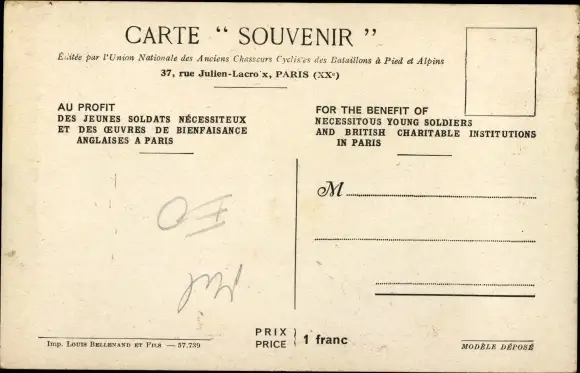 CARTE “ SOUVENIR ”
Éditée par l'Union Nationale des Anciens Chasseurs Cyclistes des Bataillons à Pied et Alpins
37, rue Julien-Lacroix, PARIS (XXe)
AU PROFIT
DES JEUNES SOLDATS NÉCESSITEUX
ET DES ŒUVRES DE BIENFAISANCE
ANGLAISES A PARIS
FOR THE BENEFIT OF
NECESSITOUS YOUNG SOLDIERS
AND BRITISH CHARITABLE INSTITUTIONS
IN PARIS
M
PRIX
PRICE
1 franc
Imp. LOUIS BELLENAND ET FILS — 57.739
MODÈLE DÉPOSÉ